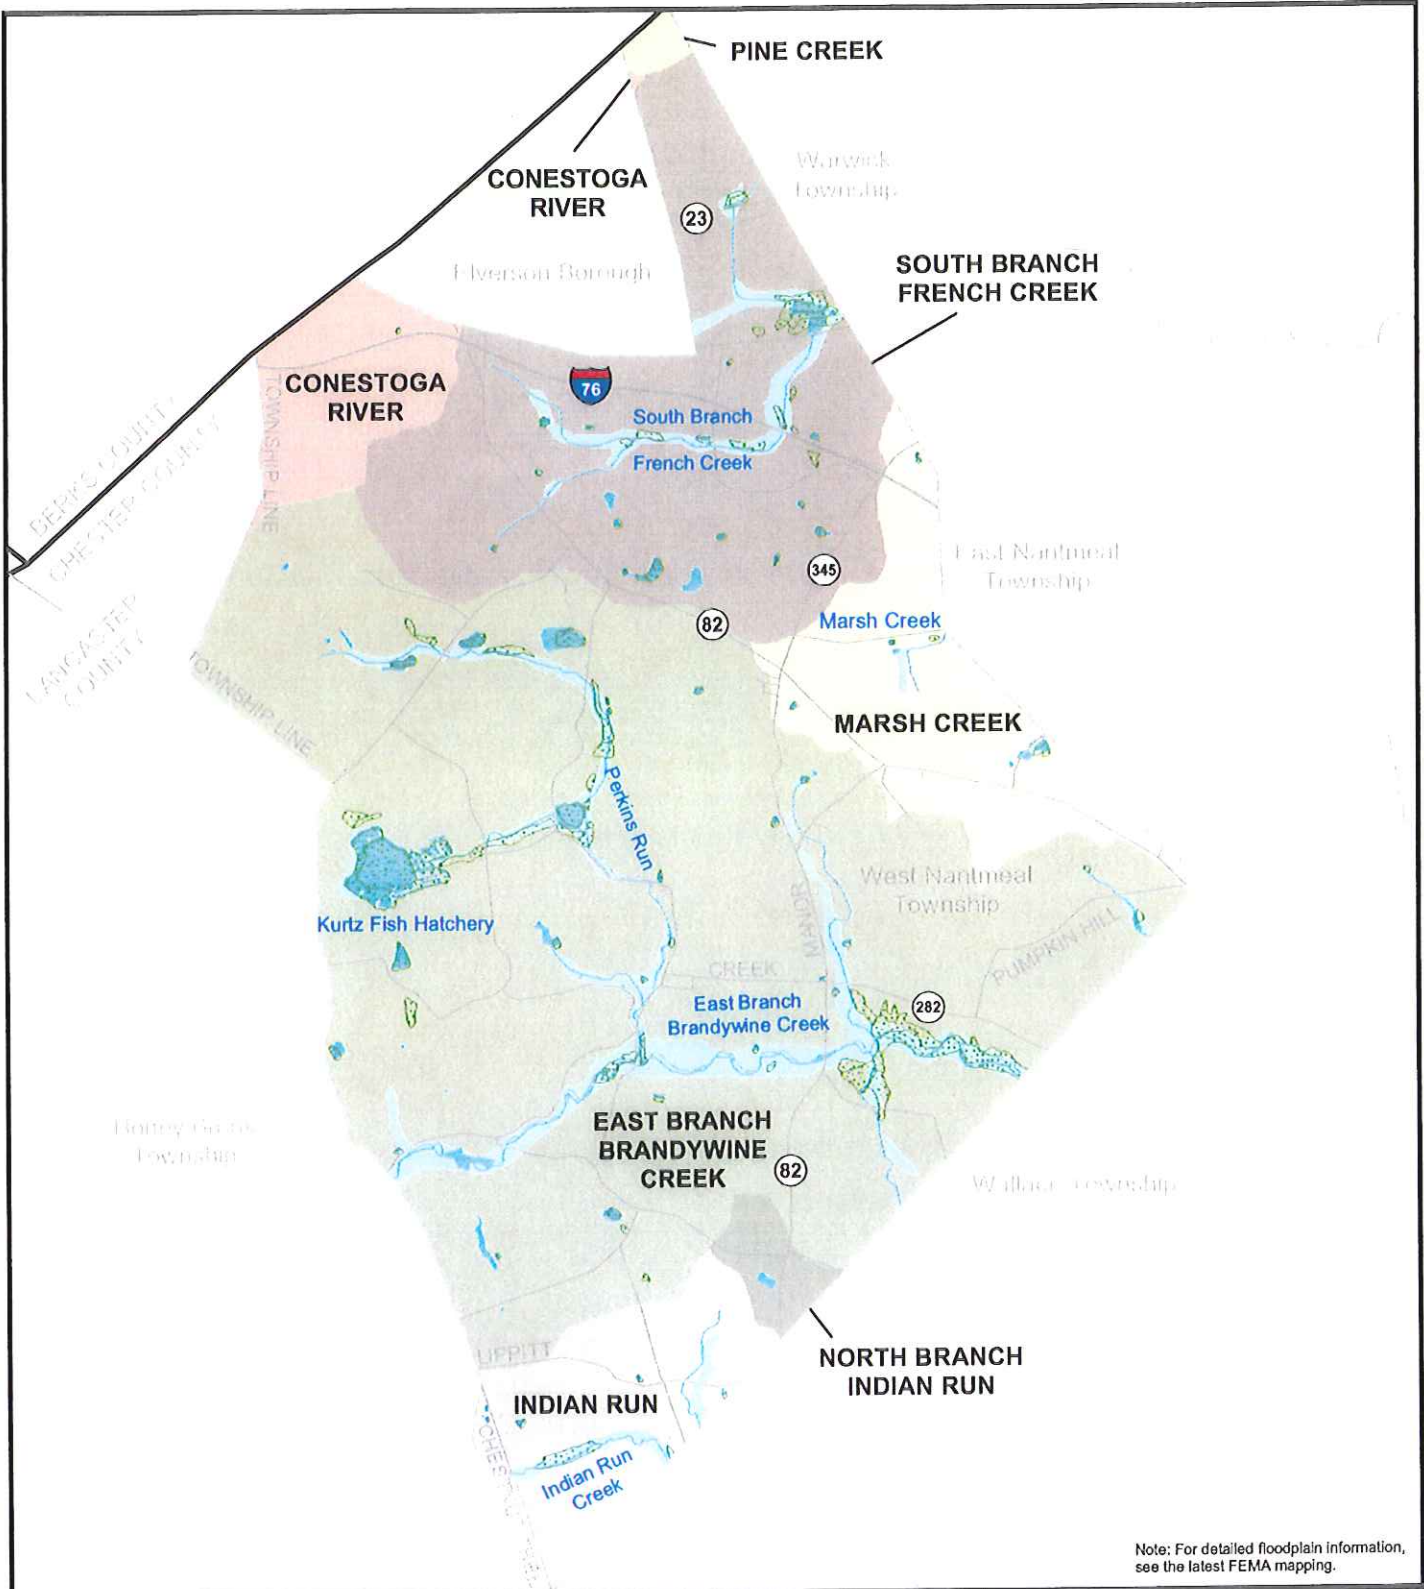 PINE CREEK
CONESTOGA
RIVER
Warwick
Township
23
SOUTH BRANCH
FRENCH CREEK
Elverson Borough
CONESTOGA
RIVER
76
South Branch
French Creek
TOWNSHIP LINE
BERKS COUNTY
CHESTER COUNTY
LANCASTER
COUNTY
East Nantmeal
Township
345
82
Marsh Creek
MARSH CREEK
TOWNSHIP LINE
Perkins Run
West Nantmeal
Township
MANOR
PUMPKIN HILL
Kurtz Fish Hatchery
CREEK
East Branch
Brandywine Creek
282
EAST BRANCH
BRANDYWINE
CREEK
82
Honey Brook
Township
Wallace Township
NORTH BRANCH
INDIAN RUN
LIPPITT
INDIAN RUN
Indian Run
Creek
Note: For detailed floodplain information,
see the latest FEMA mapping.